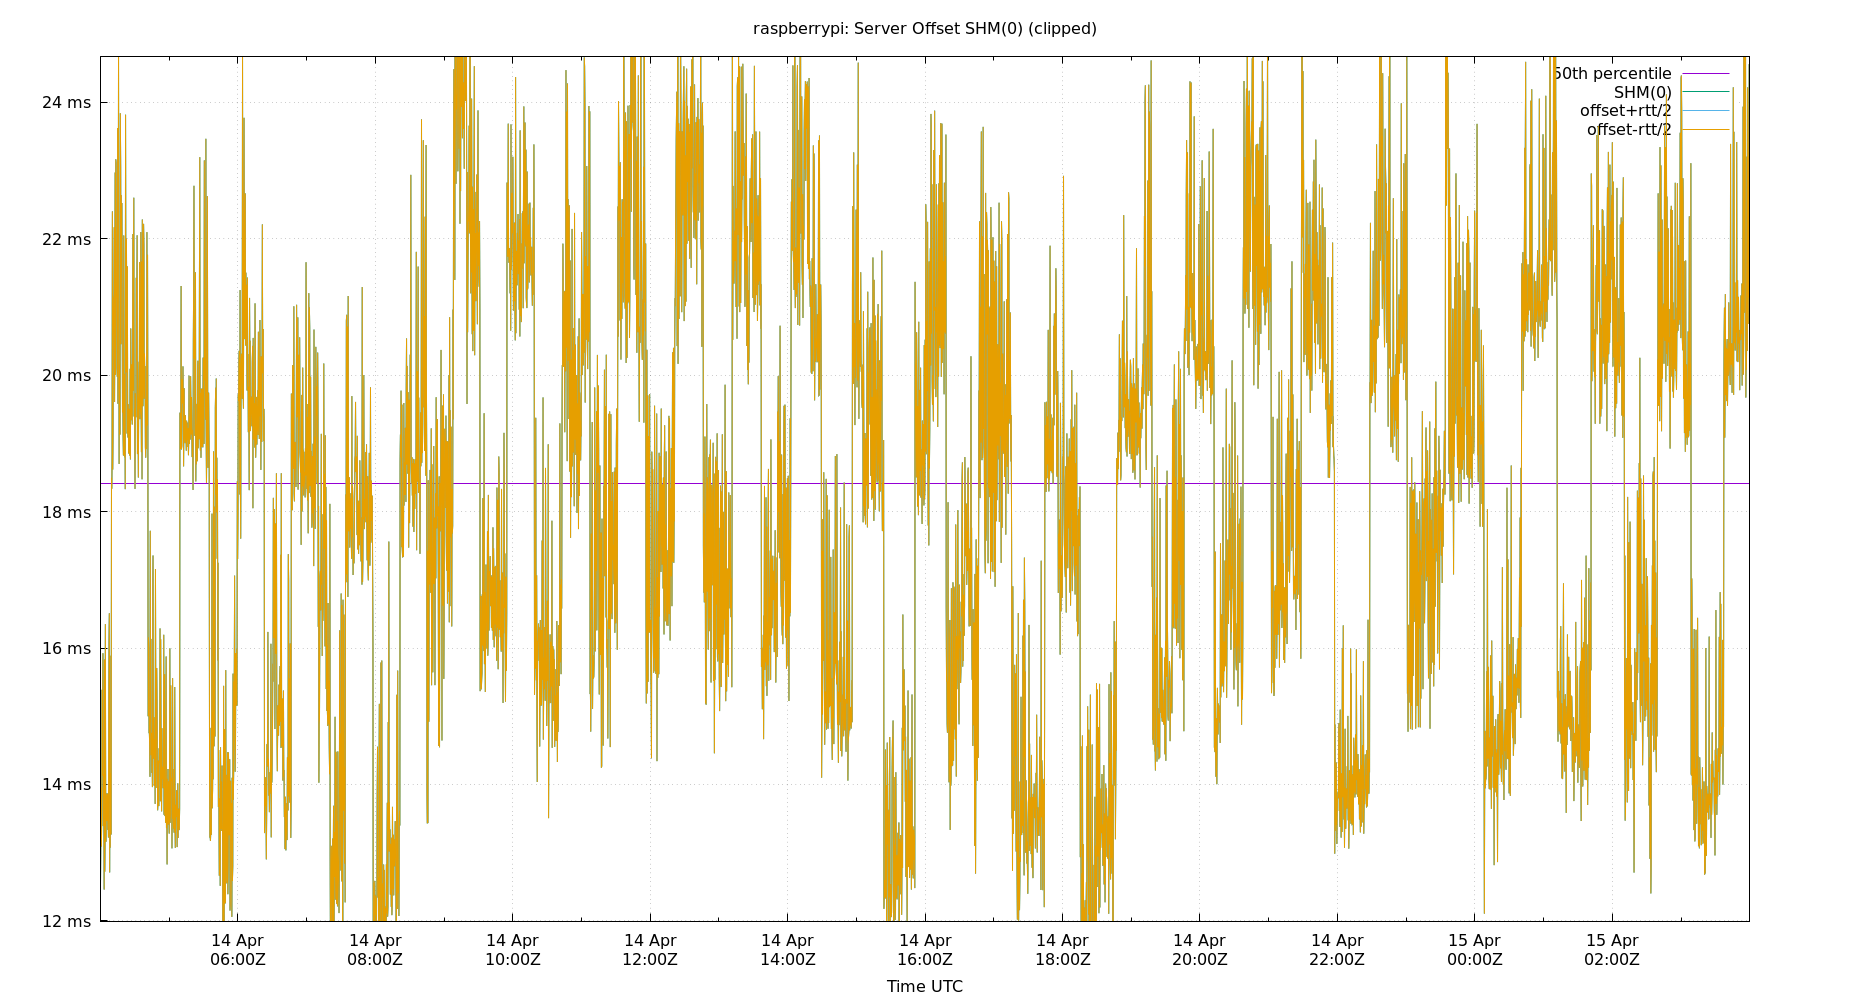 raspberrypi: Server Offset SHM(0) (clipped)
50th percentile
SHM(0)
offset+rtt/2
offset-rtt/2
24 ms
22 ms
20 ms
18 ms
16 ms
14 ms
12 ms
14 Apr 14 Apr 14 Apr 14 Apr 14 Apr 14 Apr 14 Apr 14 Apr 14 Apr 15 Apr 15 Apr
06:00Z 08:00Z 10:00Z 12:00Z 14:00Z 16:00Z 18:00Z 20:00Z 22:00Z 00:00Z 02:00Z
Time UTC